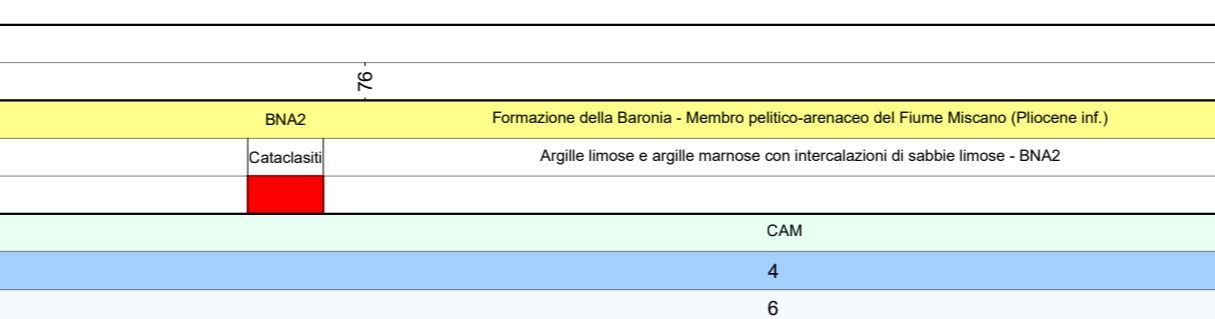 76
BNA2 Formazione della Baronia - Membro pelitico-arenaceo del Fiume Miscano (Pliocene inf.)
Cataclasiti Argille limose e argille marnose con intercalazioni di sabbie limose - BNA2
CAM
4
6